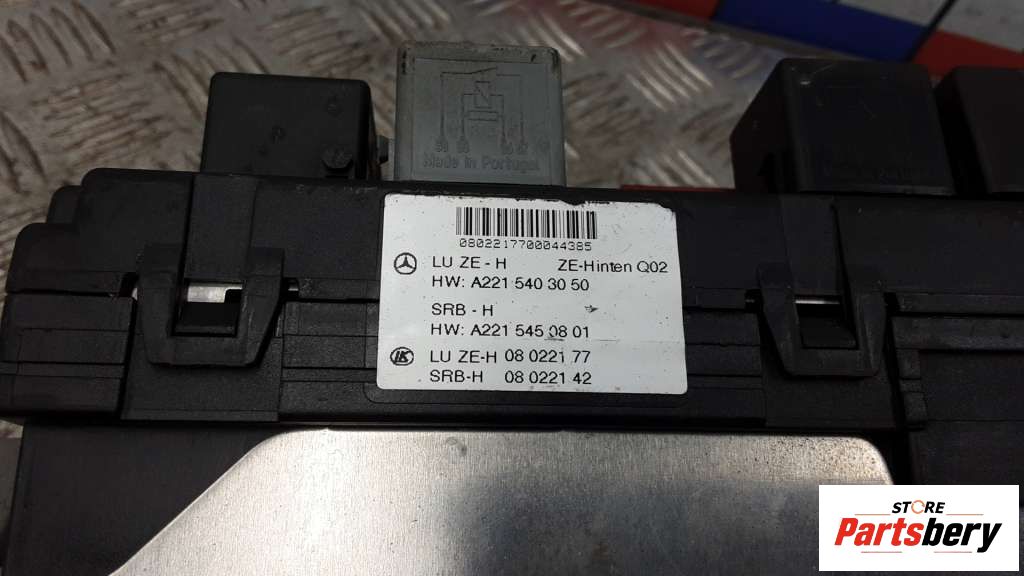 Made in Portugal
0802217700044385
LU ZE - H ZE-Hinten Q02
HW: A221 540 30 50
SRB - H
HW: A221 545 08 01
LK LU ZE-H 08 0221 77
SRB-H 08 0221 42
STORE
Partsbery